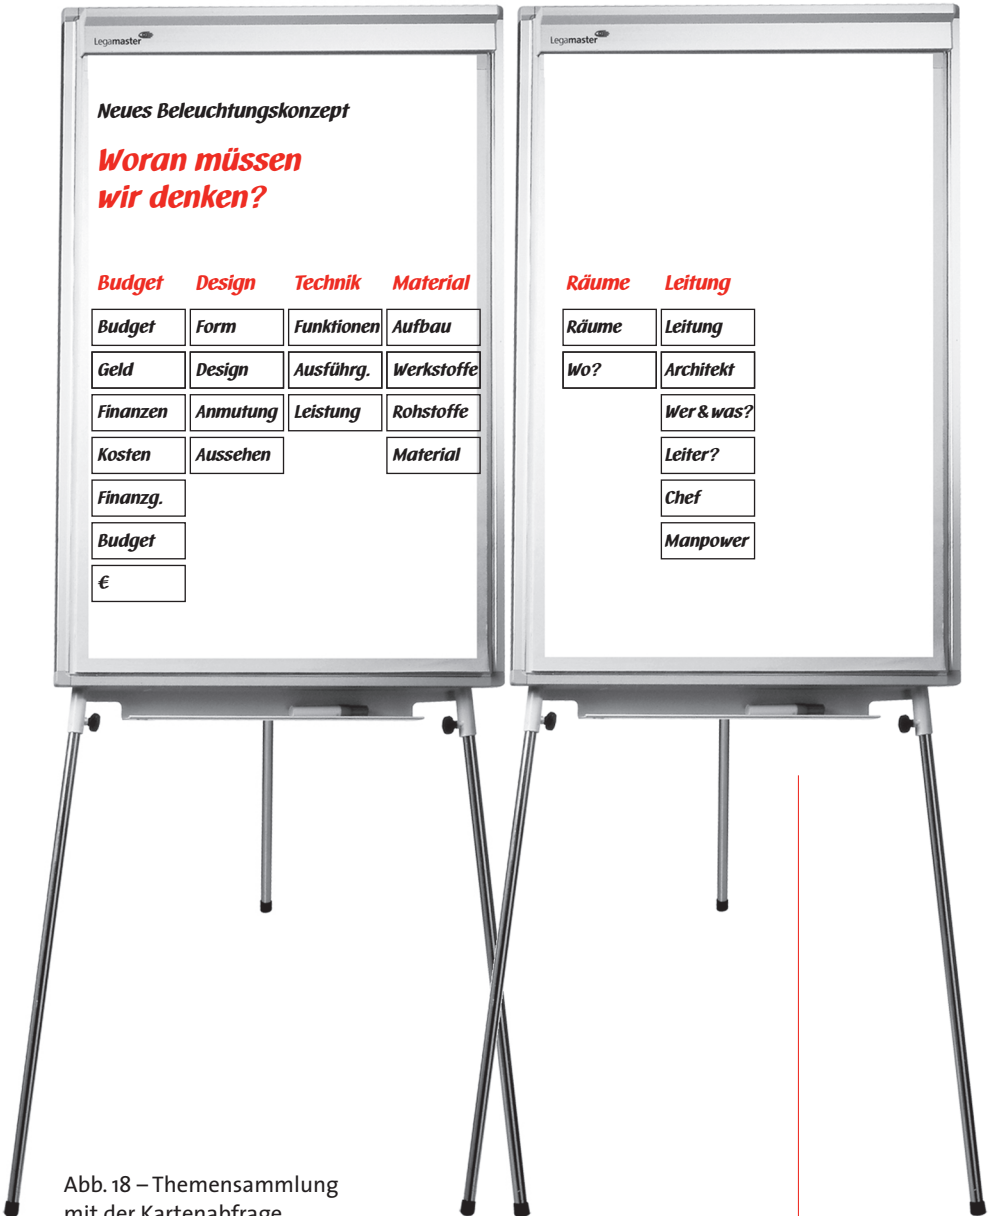 Legamaster
Neues Beleuchtungskonzept
Woran müssen
wir denken?
Budget
Budget
Geld
Finanzen
Kosten
Finanzg.
Budget
€
Design
Form
Design
Anmutung
Aussehen
Technik
Funktionen
Ausführg.
Leistung
Material
Aufbau
Werkstoffe
Rohstoffe
Material
Legamaster
Räume
Räume
Wo?
Leitung
Leitung
Architekt
Wer & was?
Leiter?
Chef
Manpower
Abb. 18 – Themensammlung
mit der Kartenabfrage